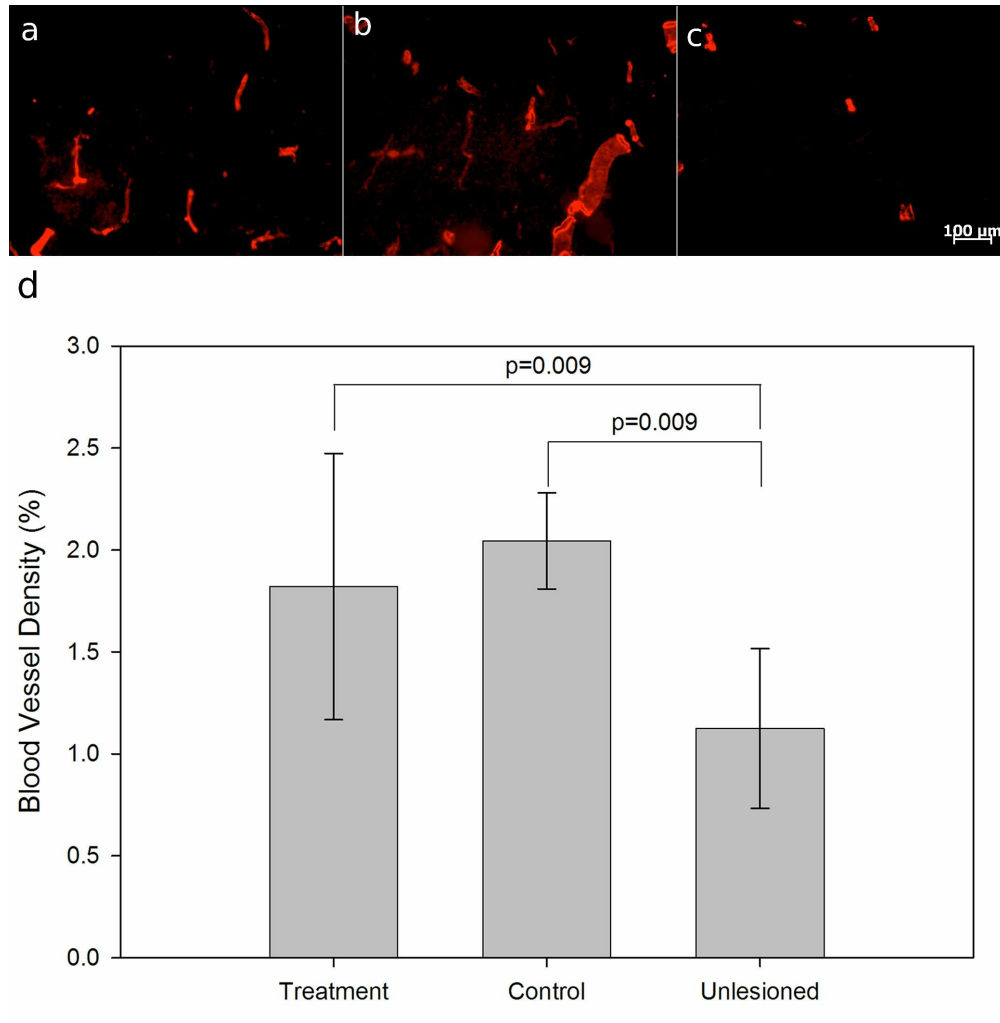 a
b
c
100 µm
d
3.0
p=0.009
p=0.009
2.5
2.0
1.5
1.0
0.5
0.0
Blood Vessel Density (%)
Treatment
Control
Unlesioned